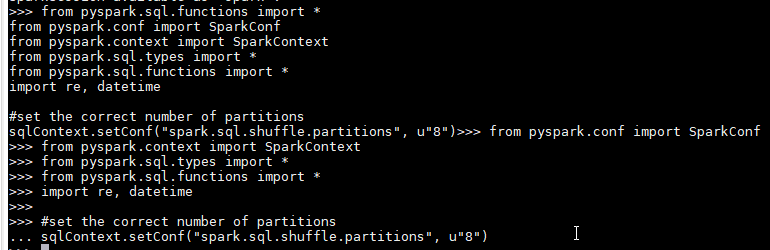 >>> from pyspark.sql.functions import *
from pyspark.conf import SparkConf
from pyspark.context import SparkContext
from pyspark.sql.types import *
from pyspark.sql.functions import *
import re, datetime
#set the correct number of partitions
sqlContext.setConf("spark.sql.shuffle.partitions", u"8")>>> from pyspark.conf import SparkConf
>>> from pyspark.context import SparkContext
>>> from pyspark.sql.types import *
>>> from pyspark.sql.functions import *
>>> import re, datetime
>>>
>>> #set the correct number of partitions
... sqlContext.setConf("spark.sql.shuffle.partitions", u"8")